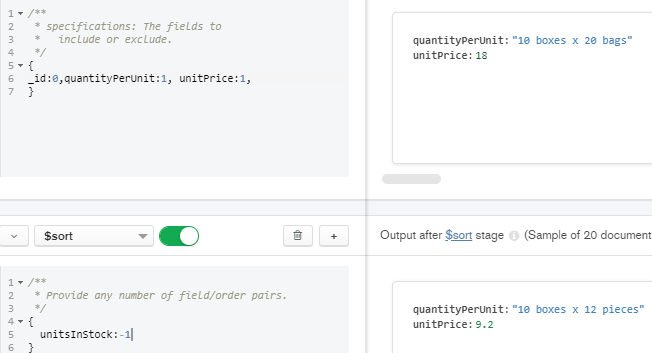 1 /**
2 * specifications: The fields to
3 * include or exclude.
4 */
5 {
6 _id:0,quantityPerUnit:1, unitPrice:1,
7 }
quantityPerUnit: "10 boxes x 20 bags"
unitPrice: 18
$sort
+
Output after $sort stage (Sample of 20 document
1 /**
2 * Provide any number of field/order pairs.
3 */
4 {
5 unitsInStock:-1
6 }
quantityPerUnit: "10 boxes x 12 pieces"
unitPrice: 9.2